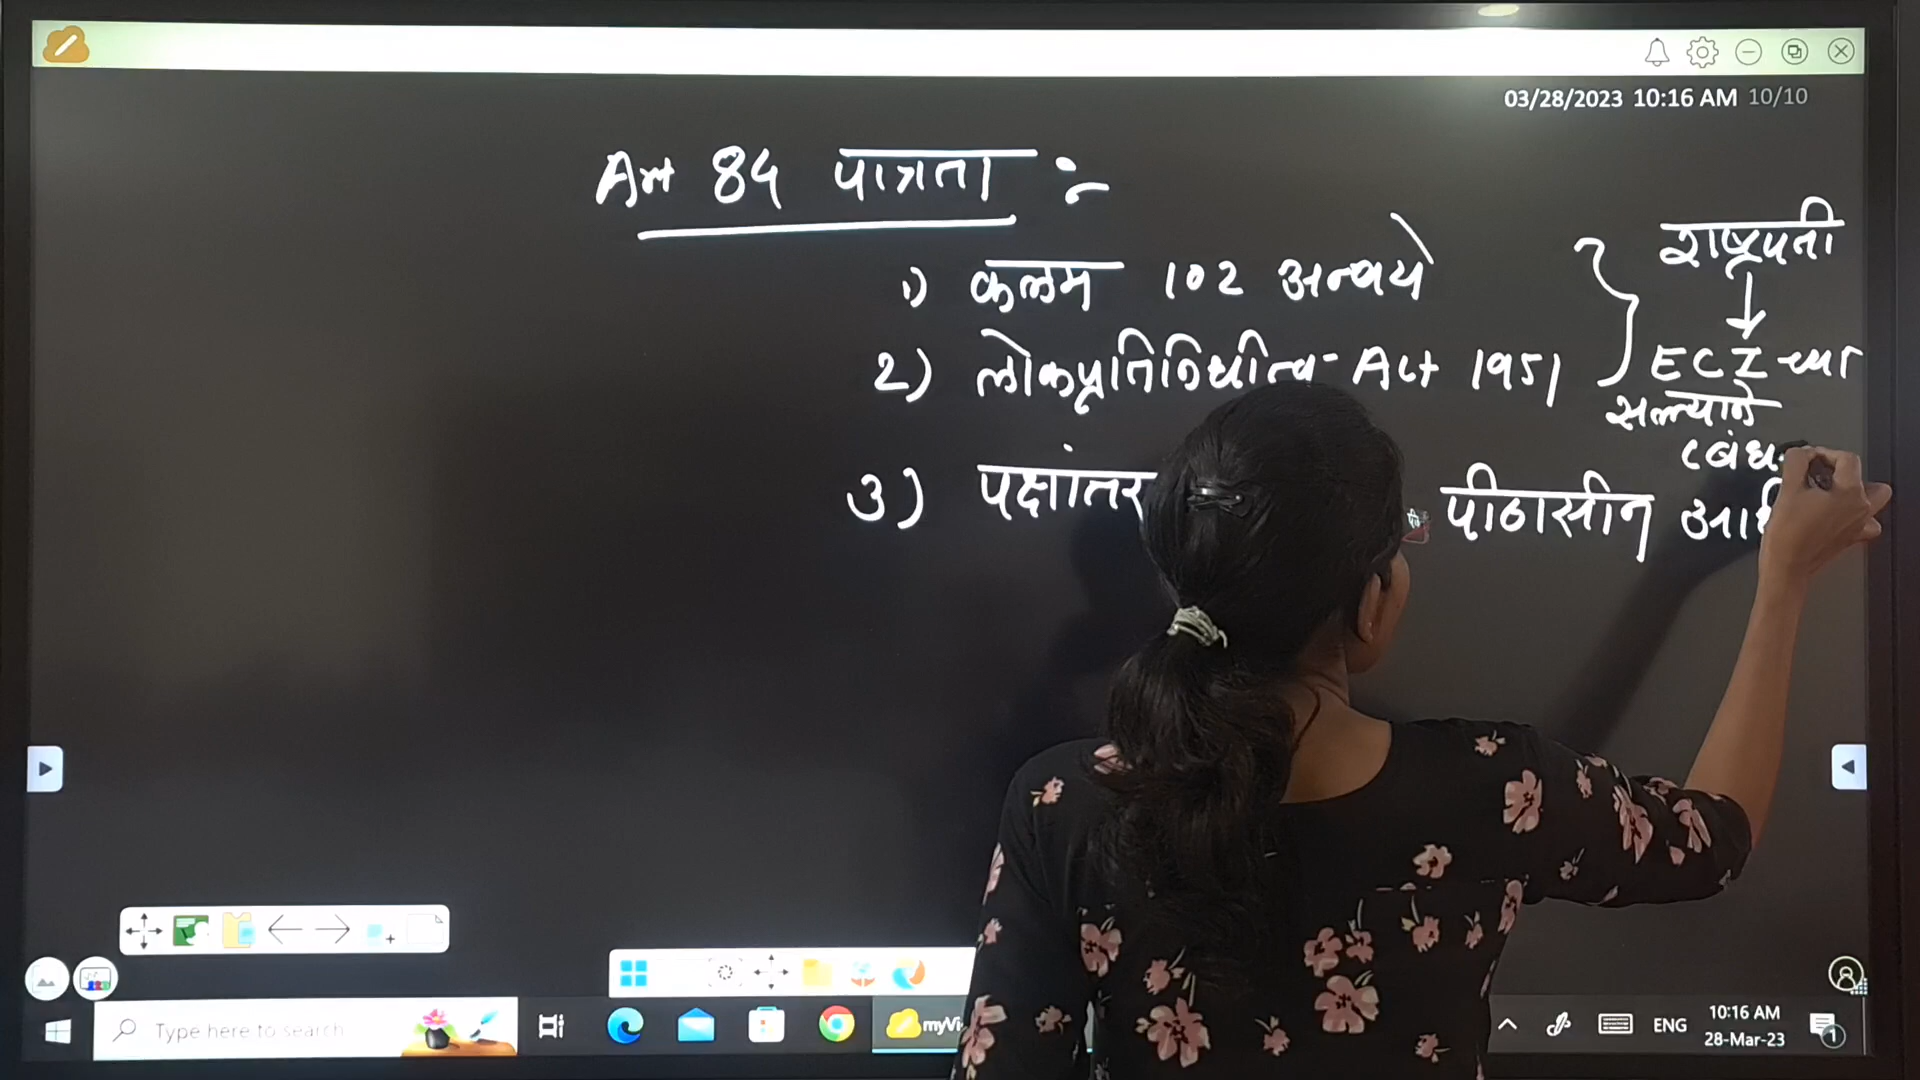 03/28/2023 10:16 AM 10/10
Art 84 पात्रता :-
राष्ट्रपती
1) कलम 102 अन्वये
2) लोकप्रतिनिधीत्व - Act 1951
ECI च्या
सल्ल्याने
3) पक्षांतर
पीठासीन
Type here to search
ENG
10:16 AM
28-Mar-23
1